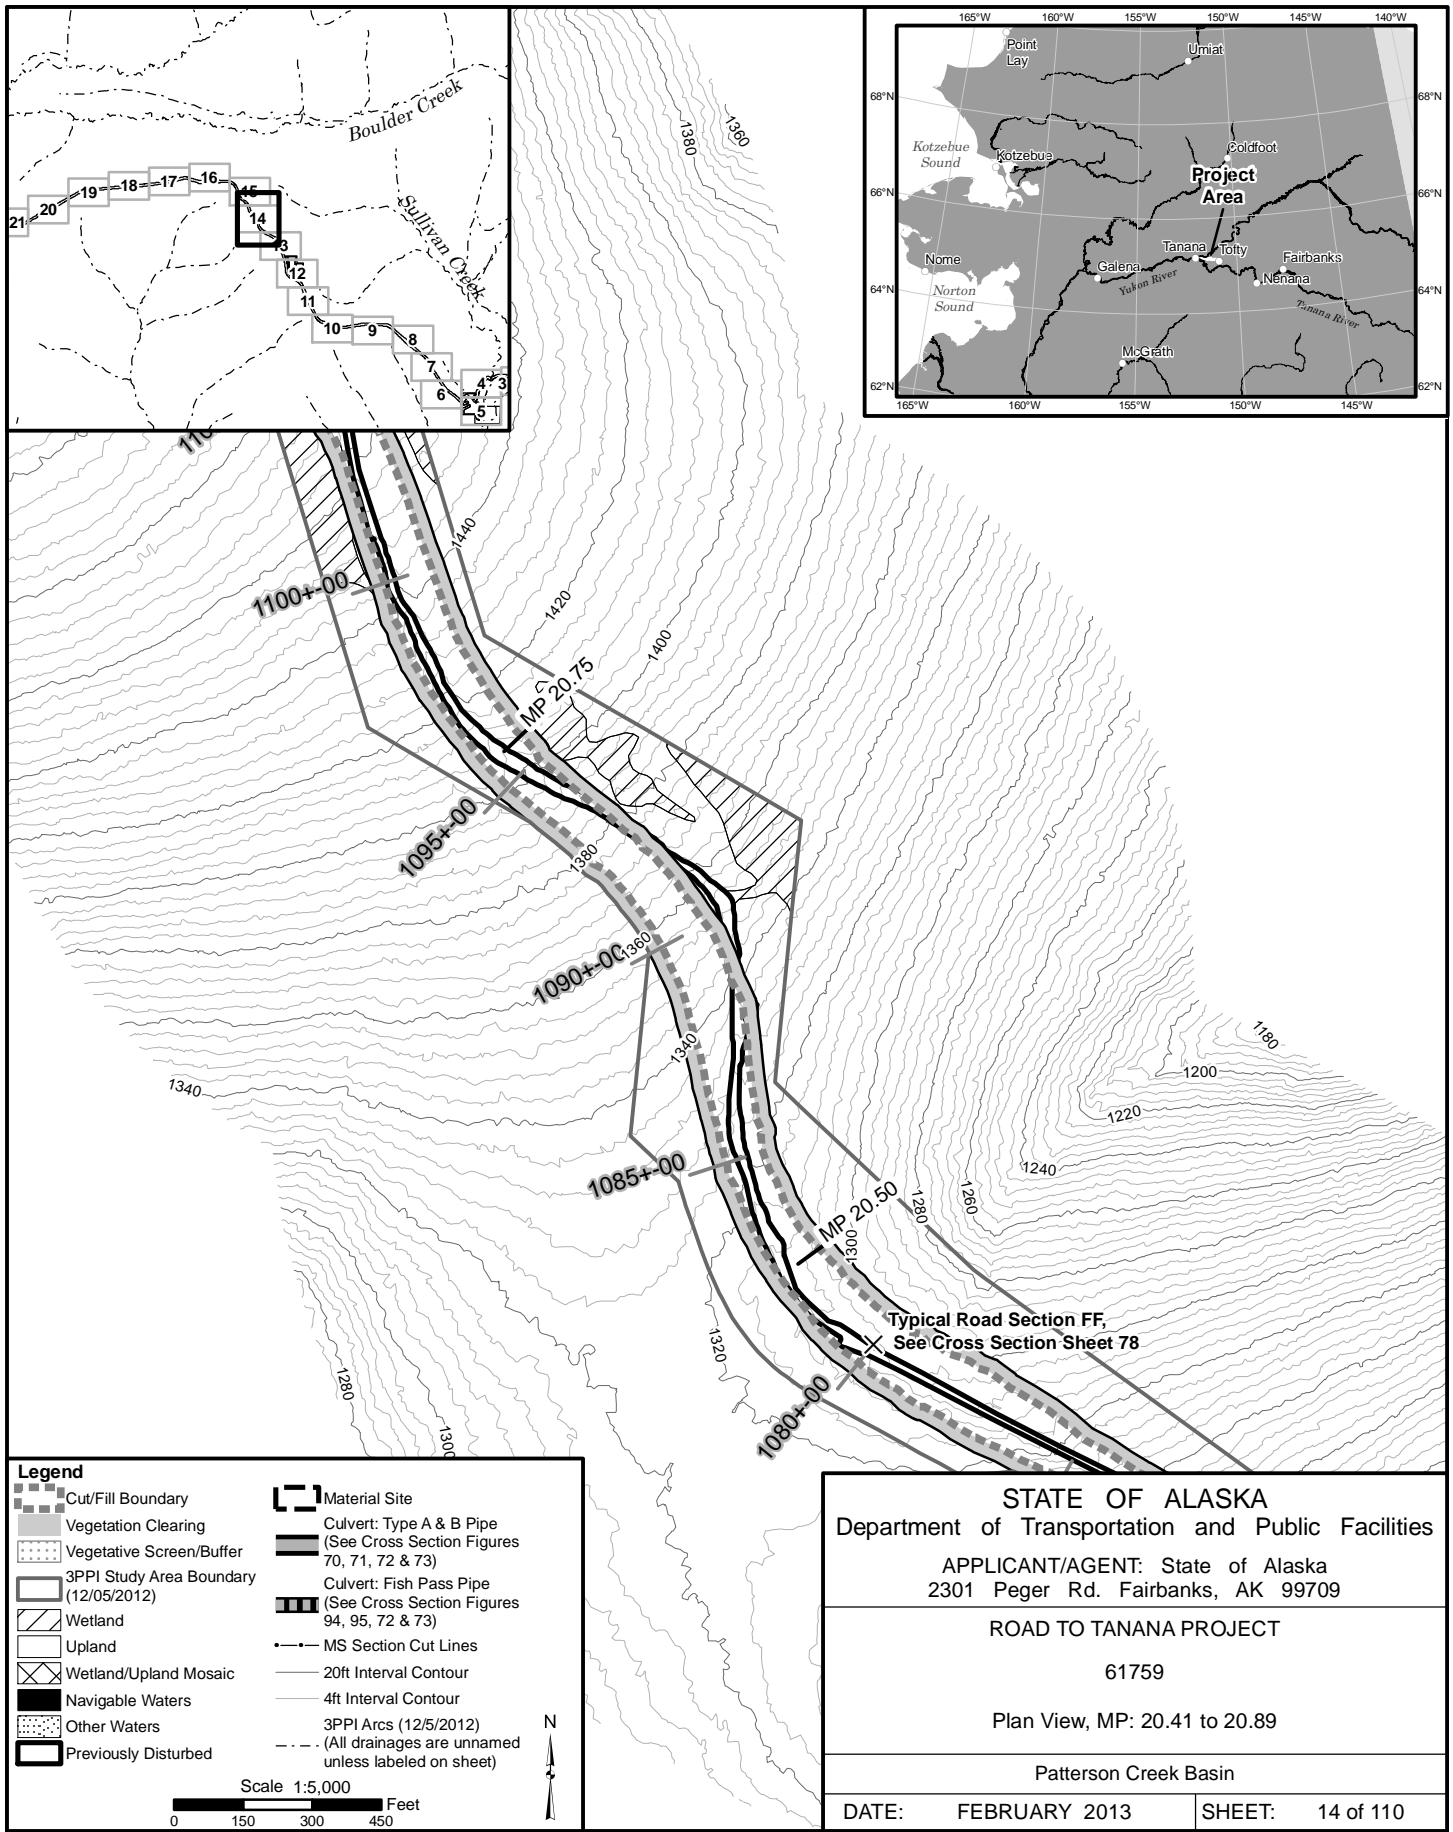 Boulder Creek
Sullivan Creek
21
20
19
18
17
16
15
14
13
12
11
10
9
8
7
6
4
3
5
165°W
160°W
155°W
150°W
145°W
140°W
68°N
66°N
64°N
62°N
68°N
66°N
64°N
62°N
165°W
160°W
155°W
150°W
145°W
Point
Lay
Umiat
Kotzebue
Sound
Kotzebue
Coldfoot
Project
Area
Tanana
Tofty
Fairbanks
Nome
Galena
Yukon River
Nenana
Norton
Sound
Tanana River
McGrath
1380
1360
1440
1100+-00
1420
1400
MP 20.75
1095+-00
1380
1090+-00
1360
1340
1340
1180
1200
1220
1240
1260
1280
1085+-00
MP 20.50
1300
Typical Road Section FF,
See Cross Section Sheet 78
1320
1080+-00
1280
1300
Legend
Cut/Fill Boundary
Vegetation Clearing
Vegetative Screen/Buffer
3PPI Study Area Boundary
(12/05/2012)
Wetland
Upland
Wetland/Upland Mosaic
Navigable Waters
Other Waters
Previously Disturbed
Material Site
Culvert: Type A & B Pipe
(See Cross Section Figures
70, 71, 72 & 73)
Culvert: Fish Pass Pipe
(See Cross Section Figures
94, 95, 72 & 73)
MS Section Cut Lines
20ft Interval Contour
4ft Interval Contour
3PPI Arcs (12/5/2012)
(All drainages are unnamed
unless labeled on sheet)
N
Scale 1:5,000
Feet
0 150 300 450
STATE OF ALASKA
Department of Transportation and Public Facilities
APPLICANT/AGENT: State of Alaska
2301 Peger Rd. Fairbanks, AK 99709
ROAD TO TANANA PROJECT
61759
Plan View, MP: 20.41 to 20.89
Patterson Creek Basin
DATE: FEBRUARY 2013
SHEET: 14 of 110